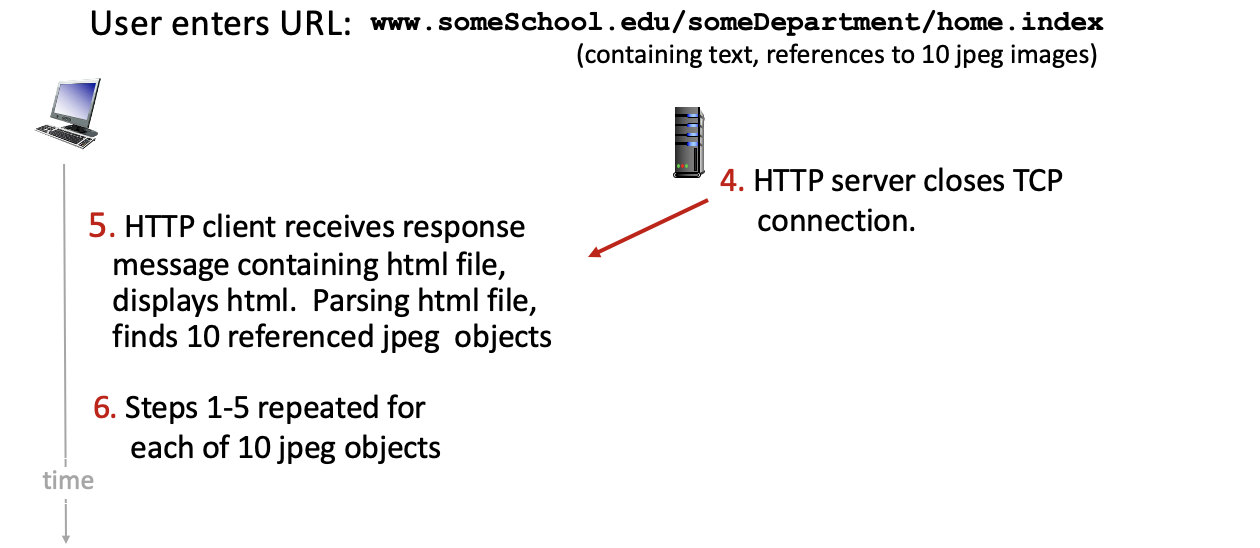 User enters URL: www.someSchool.edu/someDepartment/home.index
(containing text, references to 10 jpeg images)
4. HTTP server closes TCP
connection.
5. HTTP client receives response
message containing html file,
displays html. Parsing html file,
finds 10 referenced jpeg objects
6. Steps 1-5 repeated for
each of 10 jpeg objects
time